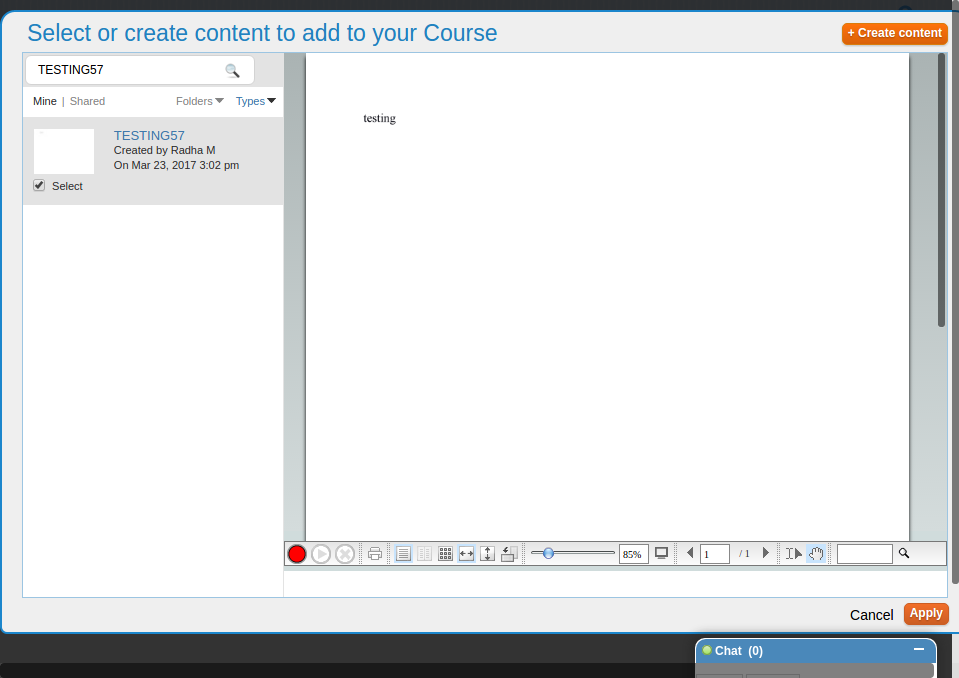 Select or create content to add to your Course
+ Create content
TESTING57
Mine | Shared
Folders Types
TESTING57
Created by Radha M
On Mar 23, 2017 3:02 pm
Select
testing
85%
1 / 1
Cancel
Apply
Chat (0)